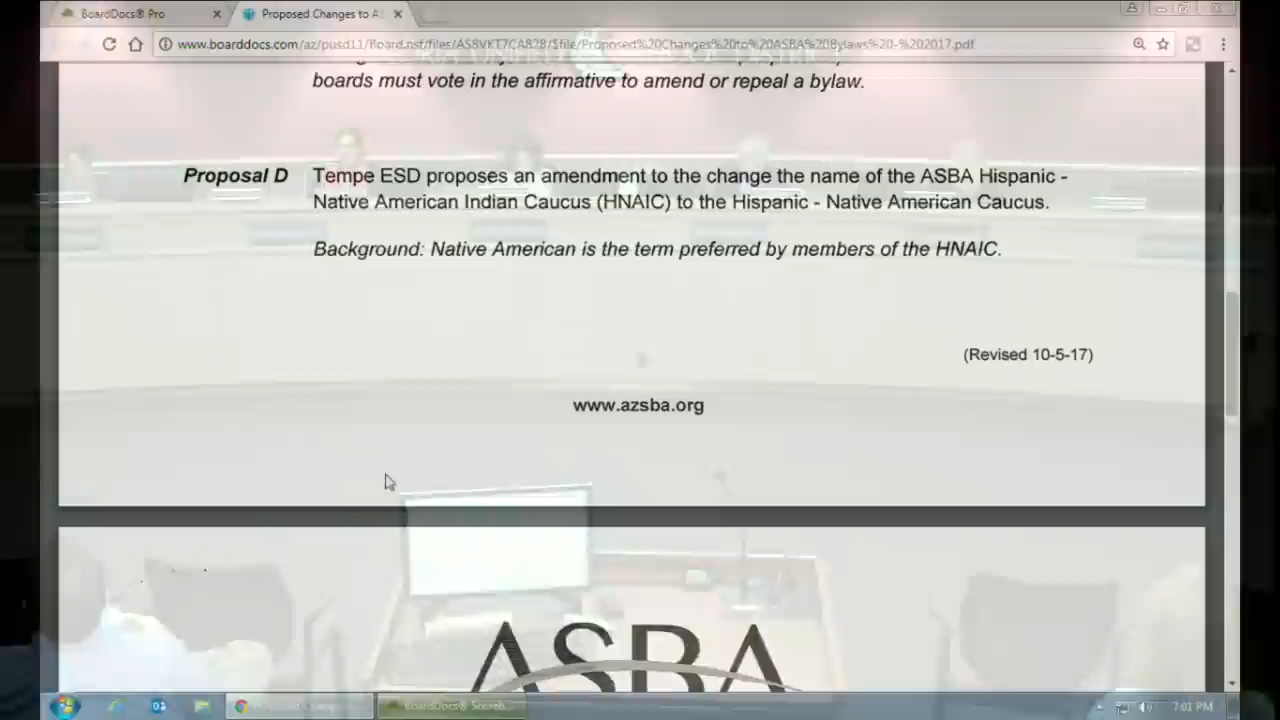 BoardDocs® Pro
Proposed Changes to AS
www.boarddocs.com/az/pusd11/Board.nsf/files/AS8VKT7CA82B/$file/Proposed%20Changes%20to%20ASBA%20Bylaws%20-%202017.pdf
boards must vote in the affirmative to amend or repeal a bylaw.
Proposal D Tempe ESD proposes an amendment to the change the name of the ASBA Hispanic -
Native American Indian Caucus (HNAIC) to the Hispanic - Native American Caucus.
Background: Native American is the term preferred by members of the HNAIC.
(Revised 10-5-17)
www.azsba.org
ASBA
7:01 PM